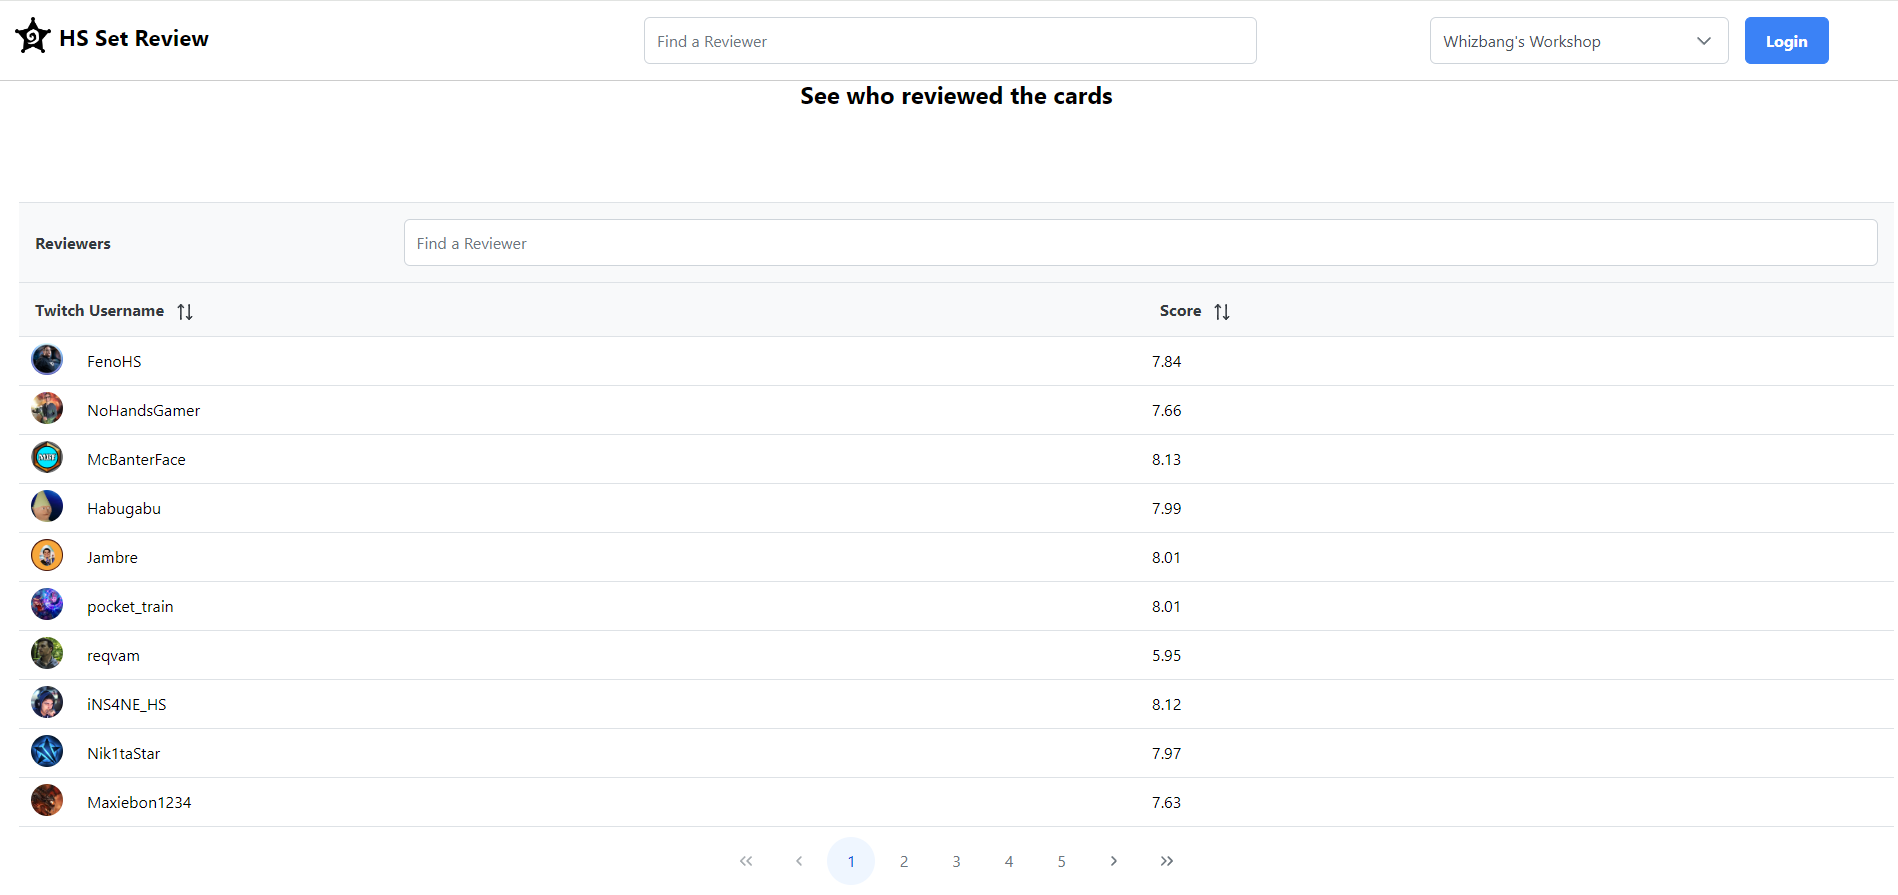 HS Set Review
Find a Reviewer
Whizbang's Workshop
Login
See who reviewed the cards
Reviewers
Find a Reviewer
Twitch Username
Score
FenoHS 7.84
NoHandsGamer 7.66
McBanterFace 8.13
Habugabu 7.99
Jambre 8.01
pocket_train 8.01
reqvam 5.95
iNS4NE_HS 8.12
Nik1taStar 7.97
Maxiebon1234 7.63
« ‹ 1 2 3 4 5 › »